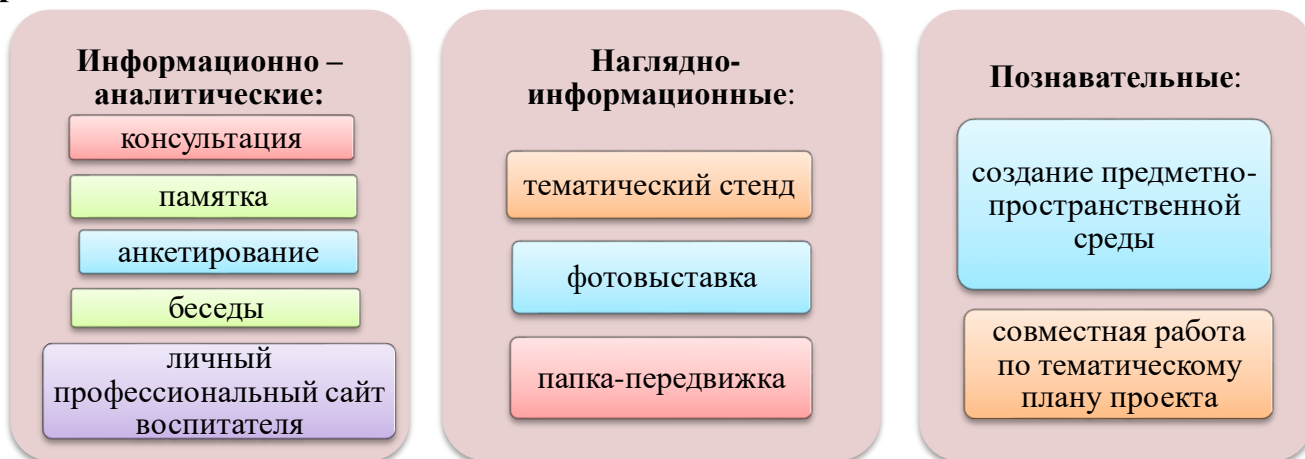 Информационно –
аналитические:
консультация
памятка
анкетирование
беседы
личный
профессиональный сайт
воспитателя
Наглядно-
информационные:
тематический стенд
фотовыставка
папка-передвижка
Познавательные:
создание предметно-
пространственной
среды
совместная работа
по тематическому
плану проекта